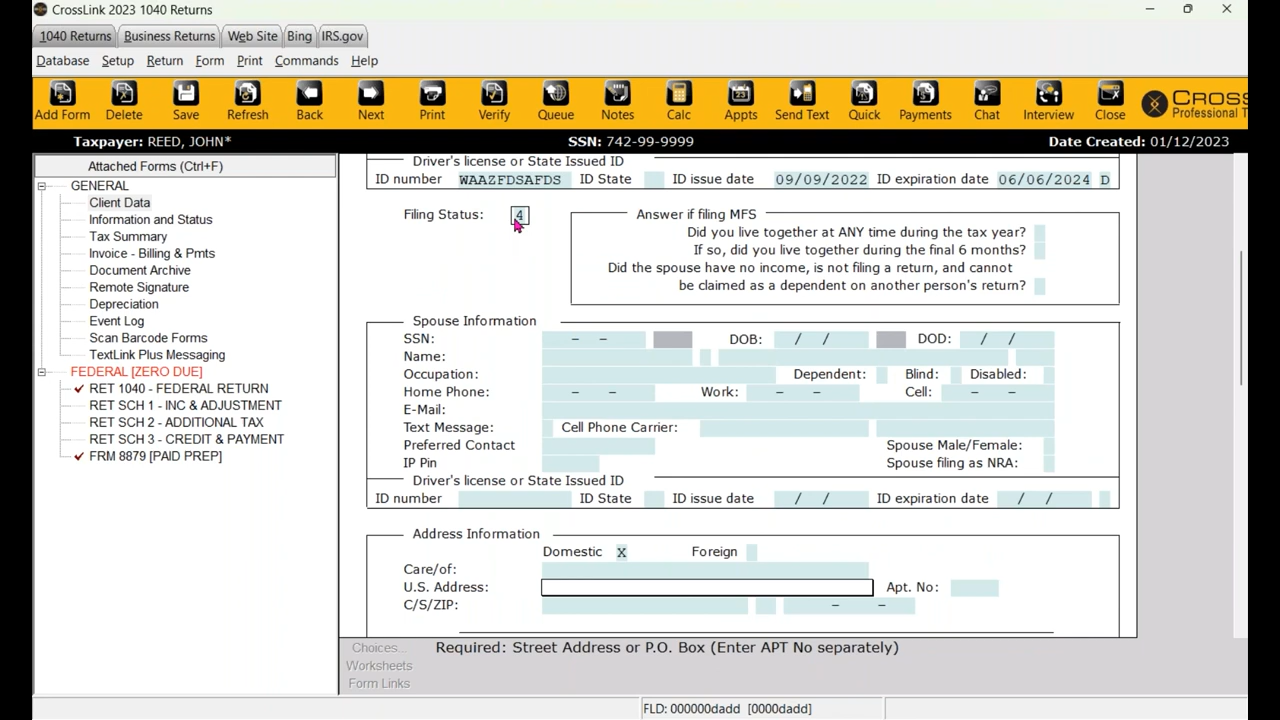 CrossLink 2023 1040 Returns
1040 Returns Business Returns Web Site Bing IRS.gov
Database Setup Return Form Print Commands Help
Add Form Delete Save Refresh Back Next Print Verify Queue Notes Calc Appts Send Text Quick Payments Chat Interview Close
Taxpayer: REED, JOHN* SSN: 742-99-9999 Date Created: 01/12/2023
Attached Forms (Ctrl+F)
GENERAL
Client Data
Information and Status
Tax Summary
Invoice - Billing & Pmts
Document Archive
Remote Signature
Depreciation
Event Log
Scan Barcode Forms
TextLink Plus Messaging
FEDERAL [ZERO DUE]
RET 1040 - FEDERAL RETURN
RET SCH 1 - INC & ADJUSTMENT
RET SCH 2 - ADDITIONAL TAX
RET SCH 3 - CREDIT & PAYMENT
FRM 8879 [PAID PREP]
Driver's license or State Issued ID
ID number WAAZFDSAFDS ID State ID issue date 09/09/2022 ID expiration date 06/06/2024 D
Filing Status: 4
Answer if filing MFS
Did you live together at ANY time during the tax year?
If so, did you live together during the final 6 months?
Did the spouse have no income, is not filing a return, and cannot
be claimed as a dependent on another person's return?
Spouse Information
SSN: - - DOB: / / DOD: / /
Name:
Occupation: Dependent: Blind: Disabled:
Home Phone: - - Work: - - Cell: - -
E-Mail:
Text Message: Cell Phone Carrier:
Preferred Contact Spouse Male/Female:
IP Pin Spouse filing as NRA:
Driver's license or State Issued ID
ID number ID State ID issue date / / ID expiration date / /
Address Information
Domestic X Foreign
Care/of:
U.S. Address: Apt. No:
C/S/ZIP: - -
Choices...
Worksheets
Form Links
Required: Street Address or P.O. Box (Enter APT No separately)
FLD: 000000dadd [0000dadd]